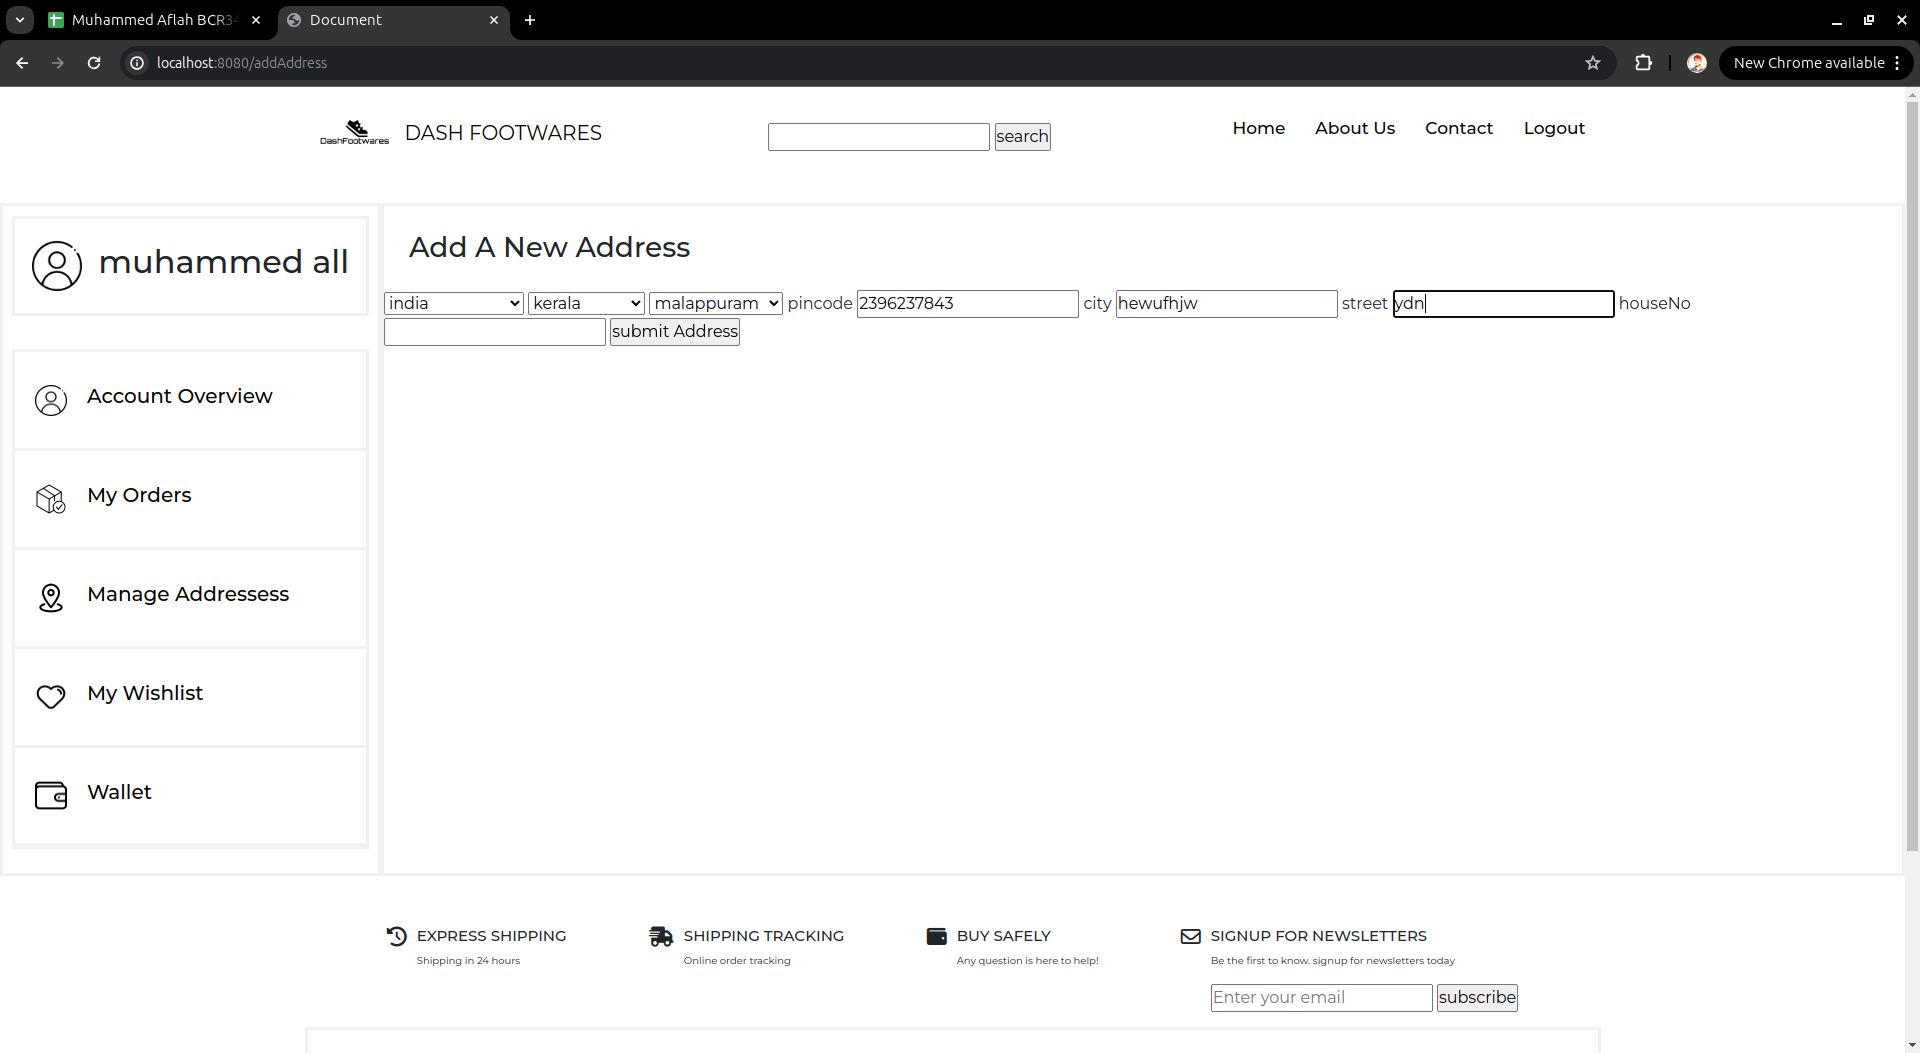 Muhammed Aflah BCR34
Document
localhost:8080/addAddress
New Chrome available
DashFootwares
DASH FOOTWARES
search
Home About Us Contact Logout
muhammed all
Add A New Address
india kerala malappuram pincode 2396237843 city hewufhjw street ydn houseNo
submit Address
Account Overview
My Orders
Manage Addressess
My Wishlist
Wallet
EXPRESS SHIPPING
Shipping in 24 hours
SHIPPING TRACKING
Online order tracking
BUY SAFELY
Any question is here to help!
SIGNUP FOR NEWSLETTERS
Be the first to know. signup for newsletters today
Enter your email subscribe